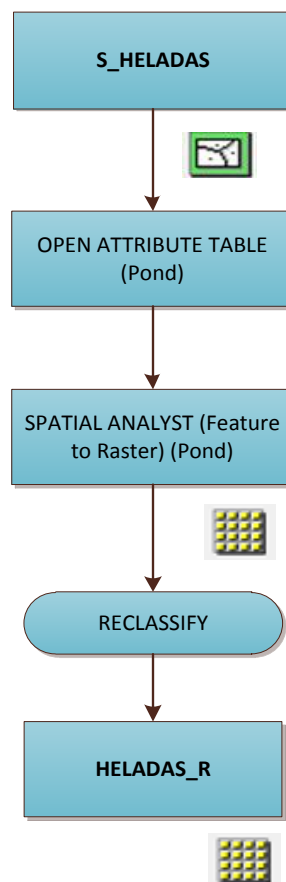 S_HELADAS
OPEN ATTRIBUTE TABLE
(Pond)
SPATIAL ANALYST (Feature
to Raster) (Pond)
RECLASSIFY
HELADAS_R